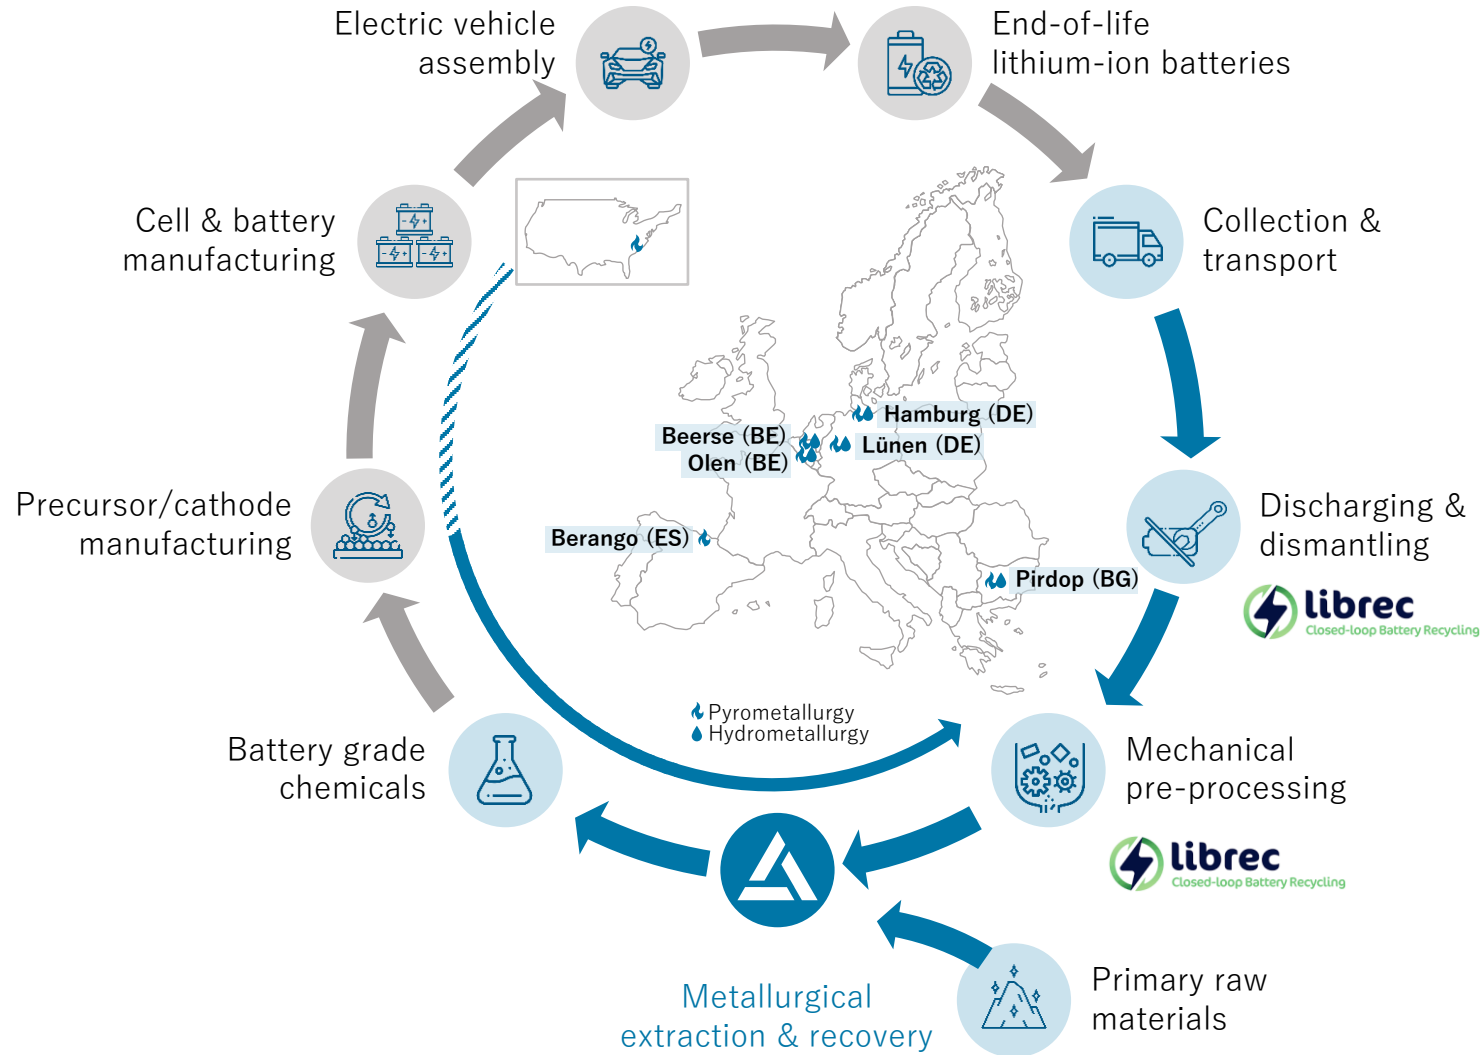 Electric vehicle
assembly
End-of-life
lithium-ion batteries
Cell & battery
manufacturing
Collection &
transport
Hamburg (DE)
Beerse (BE)
Lünen (DE)
Olen (BE)
Precursor/cathode
manufacturing
Discharging &
dismantling
Berango (ES)
Pirdop (BG)
librec
Closed-loop Battery Recycling
Pyrometallurgy
Hydrometallurgy
Battery grade
chemicals
Mechanical
pre-processing
librec
Closed-loop Battery Recycling
Metallurgical
extraction & recovery
Primary raw
materials